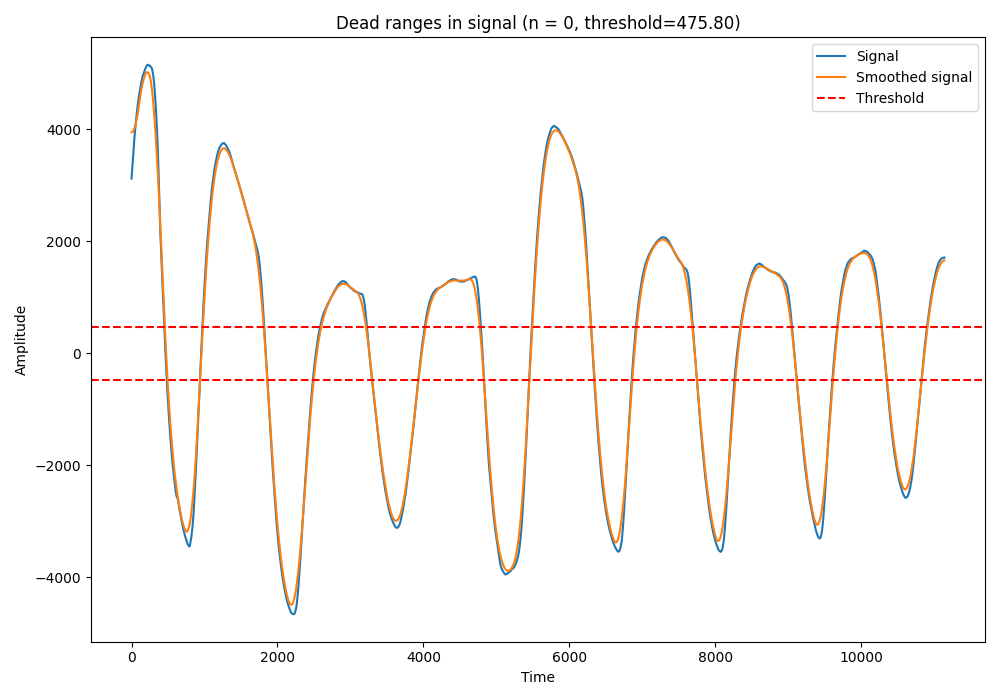 Dead ranges in signal (n = 0, threshold=475.80)
Signal
Smoothed signal
Threshold
Amplitude
4000
2000
0
−2000
−4000
0 2000 4000 6000 8000 10000
Time